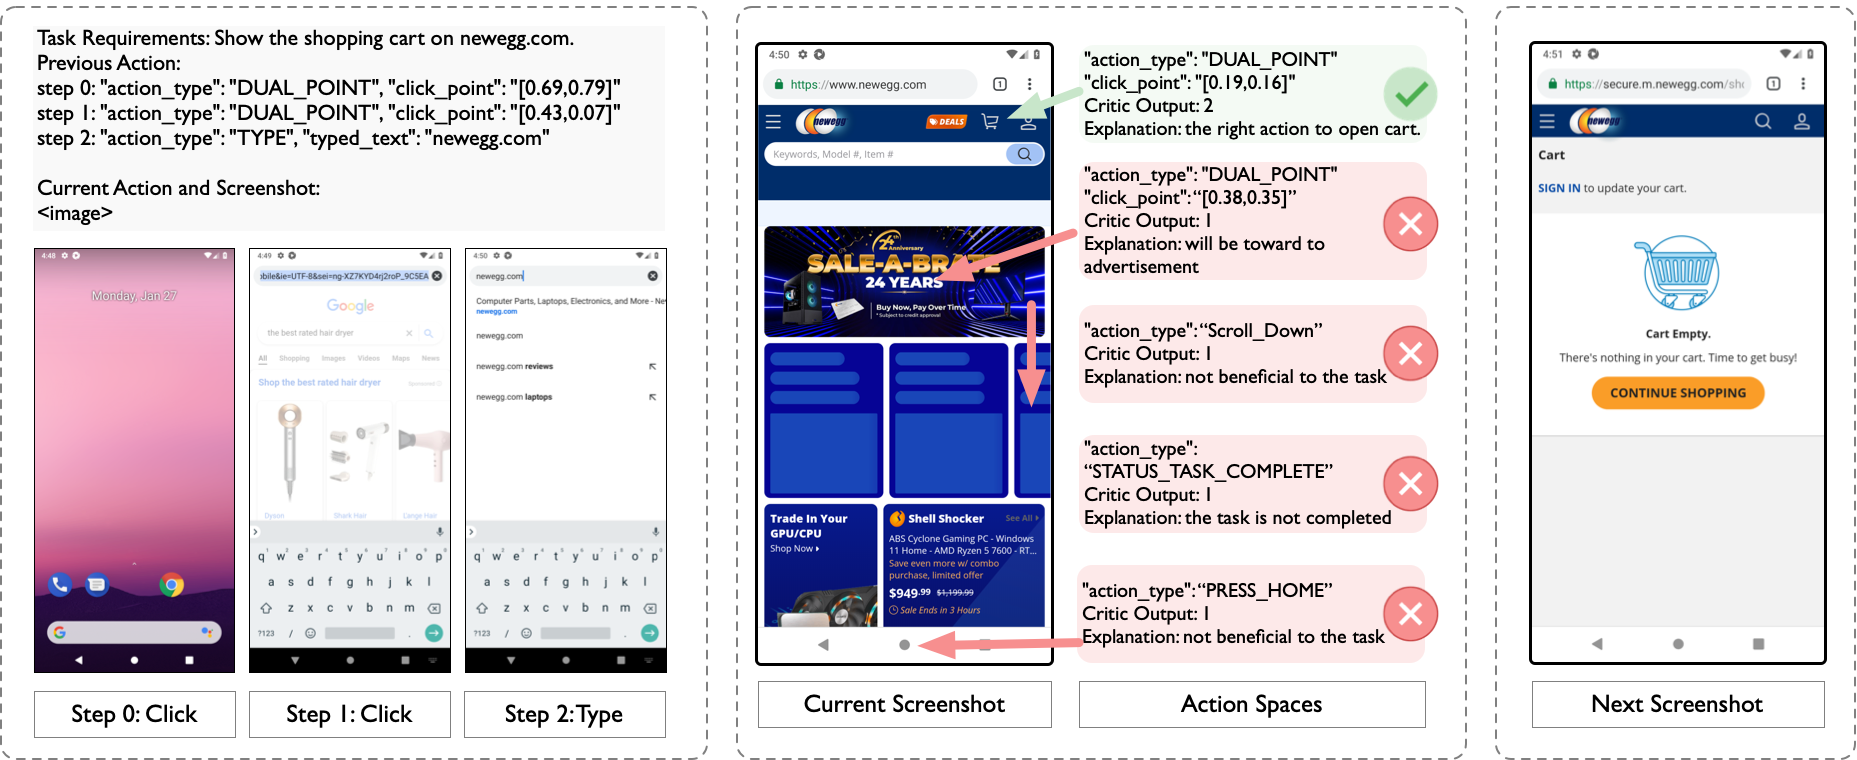 Task Requirements: Show the shopping cart on newegg.com.
Previous Action:
step 0: "action_type": "DUAL_POINT", "click_point": "[0.69,0.79]"
step 1: "action_type": "DUAL_POINT", "click_point": "[0.43,0.07]"
step 2: "action_type": "TYPE", "typed_text": "newegg.com"
Current Action and Screenshot:
<image>
4:48
Monday, Jan 27
Step 0: Click
4:49
ibile&ie=UTF-8&sei=ng-XZ7KYD4rj2roP_9C5EA
Google
the best rated hair dryer
All Shopping Images Videos Maps News
Shop the best rated hair dryer Sponsored
Dyson Shark Hair L'ange Hair
q w e r t y u i o p
a s d f g h j k l
z x c v b n m
?123 / .
Step 1: Click
4:50
newegg.com
Computer Parts, Laptops, Electronics, and More - New
newegg.com
newegg.com
newegg.com reviews
newegg.com laptops
q w e r t y u i o p
a s d f g h j k l
z x c v b n m
?123 / .
Step 2: Type
4:50
https://www.newegg.com 1
newegg DEALS
Keywords, Model #, Item #
24th Anniversary
SALE-A-BRATE
24 YEARS
Buy Now, Pay Over Time
*Subject to credit approval
Trade In Your
GPU/CPU
Shop Now
Shell Shocker See All
ABS Cyclone Gaming PC - Windows
11 Home - AMD Ryzen 5 7600 - RT...
Save even more w/ combo
purchase, limited offer
$949.99 $1,199.99
Sale Ends in 3 Hours
Current Screenshot
"action_type": "DUAL_POINT"
"click_point": "[0.19,0.16]"
Critic Output: 2
Explanation: the right action to open cart.
"action_type": "DUAL_POINT"
"click_point": “[0.38,0.35]”
Critic Output: 1
Explanation: will be toward to
advertisement
"action_type": “Scroll_Down”
Critic Output: 1
Explanation: not beneficial to the task
"action_type":
“STATUS_TASK_COMPLETE”
Critic Output: 1
Explanation: the task is not completed
"action_type": “PRESS_HOME”
Critic Output: 1
Explanation: not beneficial to the task
Action Spaces
4:51
https://secure.m.newegg.com/sho 1
newegg
Cart
SIGN IN to update your cart.
Cart Empty.
There's nothing in your cart. Time to get busy!
CONTINUE SHOPPING
Next Screenshot